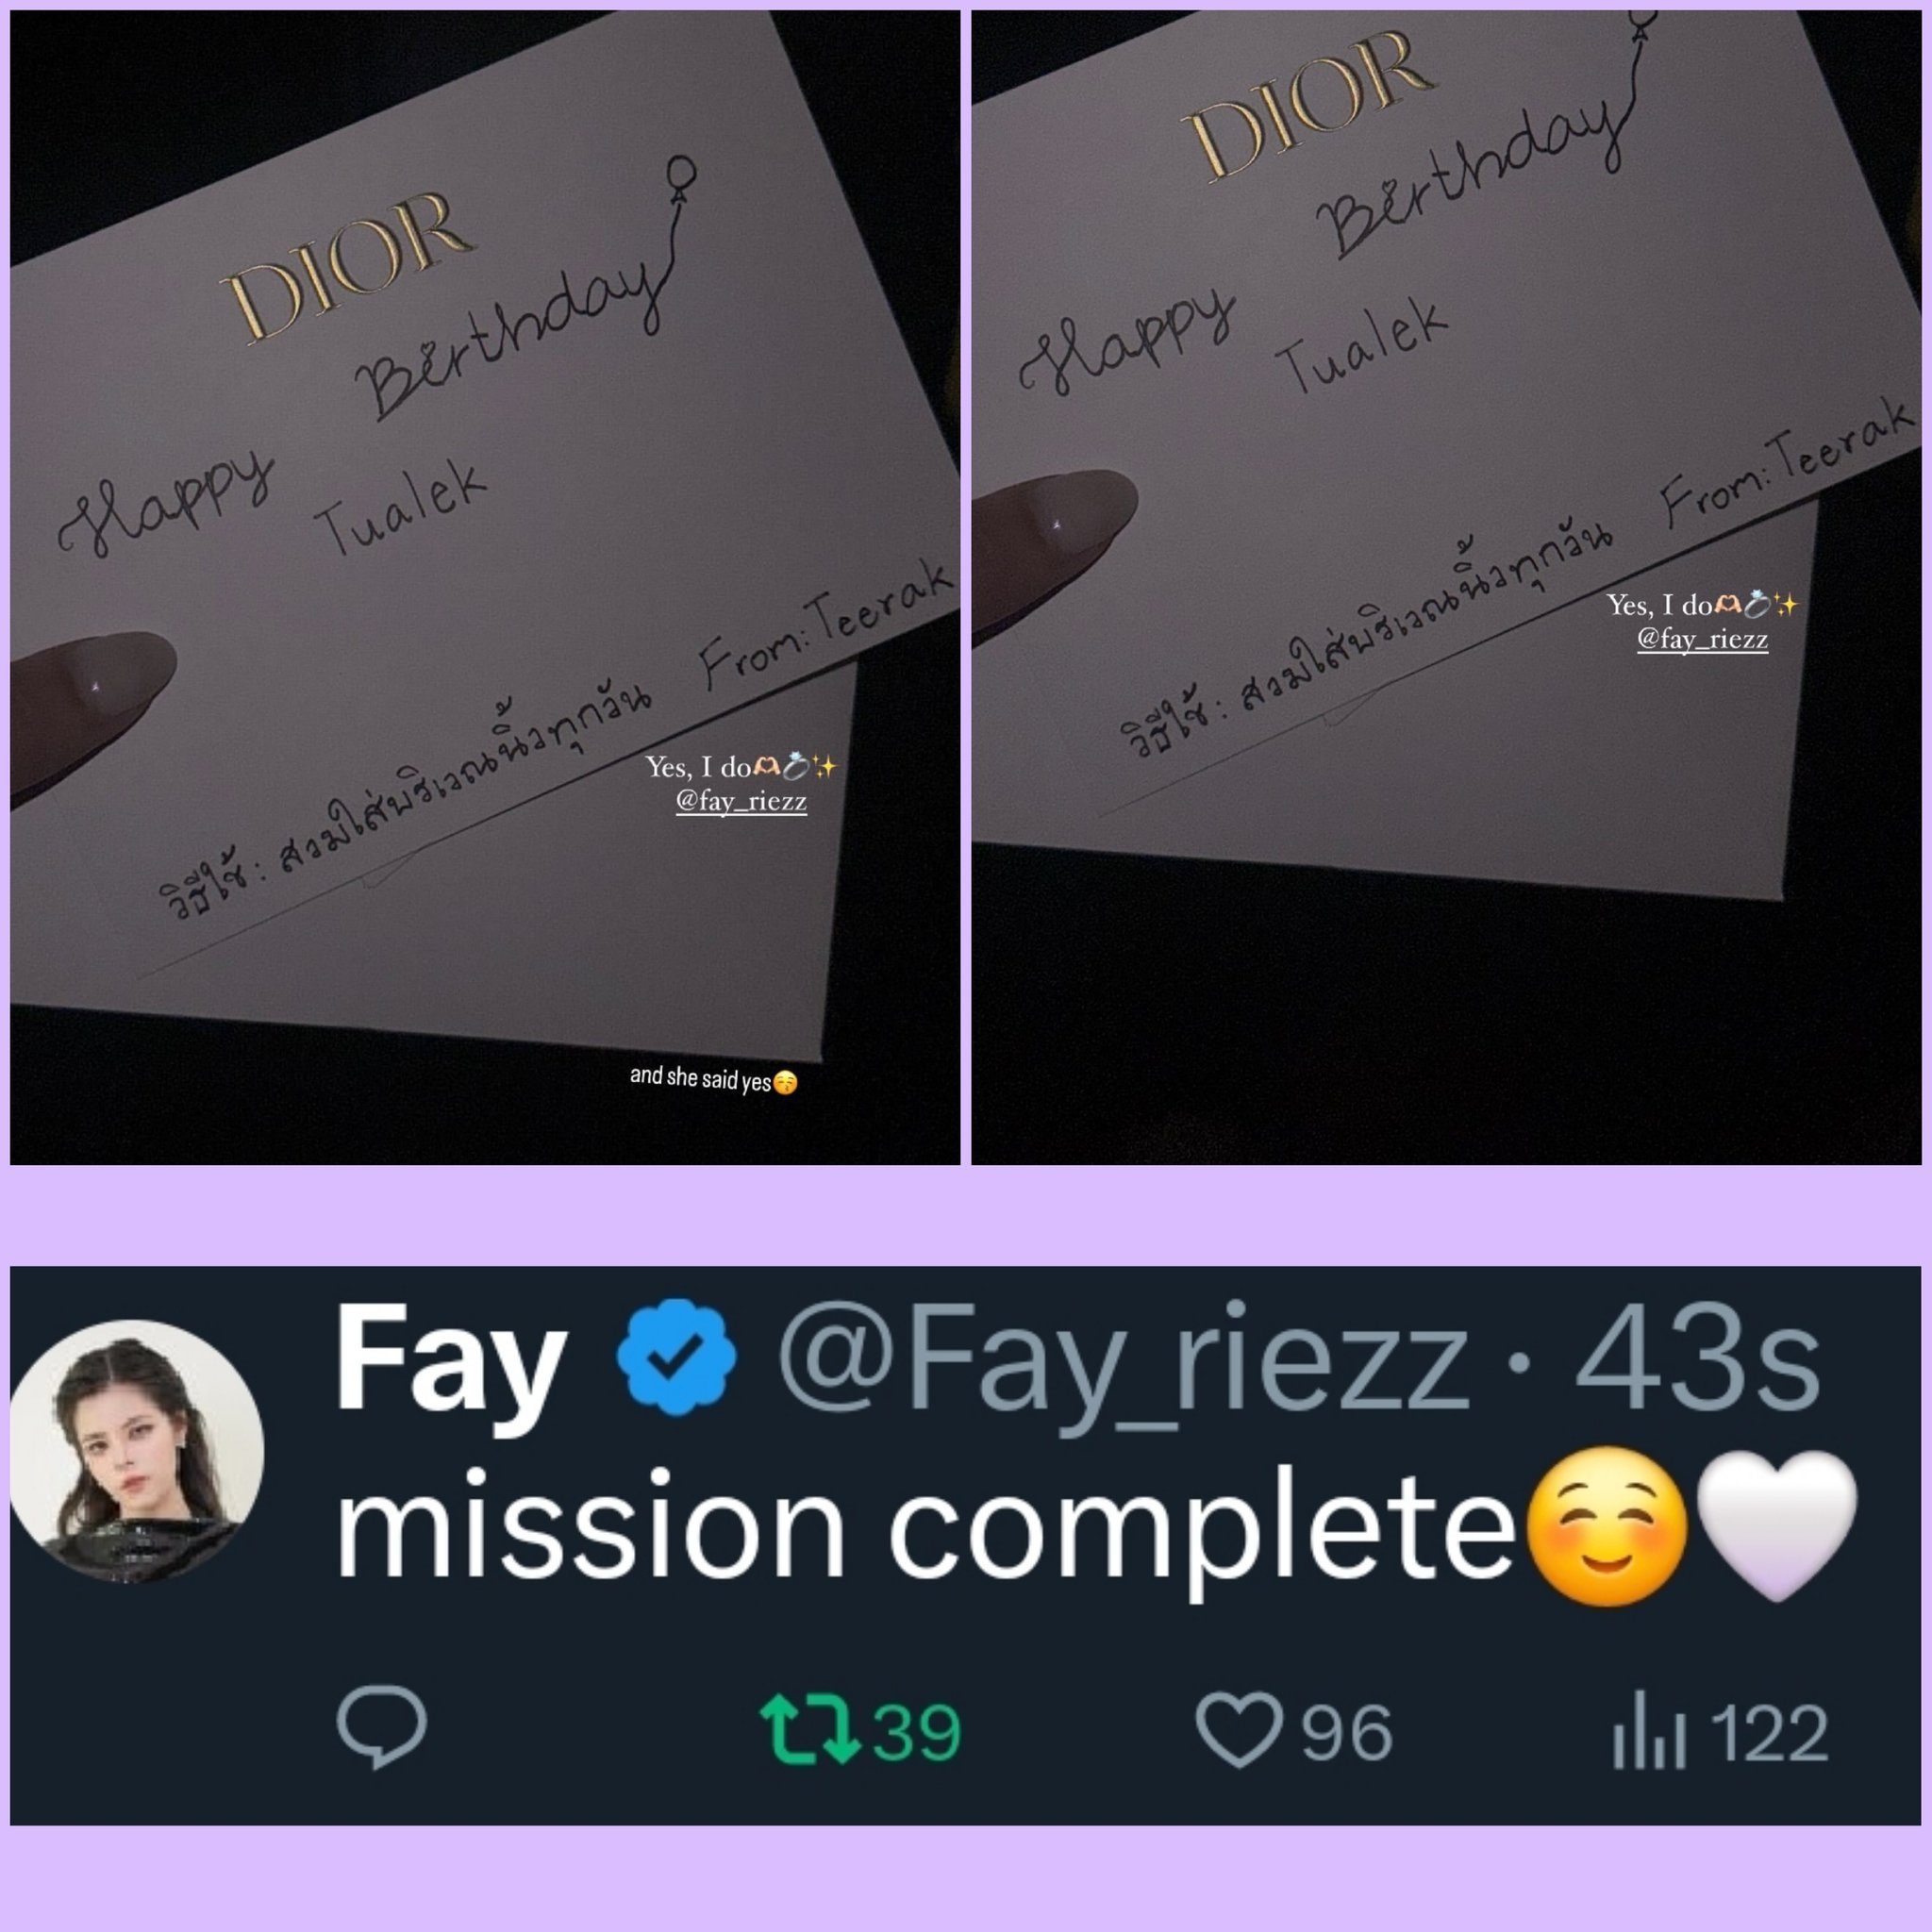 DIOR
Happy Birthday
Tualek
From: Teerak
วิธีใช้ : สวมใส่บริเวณนิ้วทุกวัน
Yes, I do🫶🏻💍✨
@fay_riezz
and she said yes😚
DIOR
Happy Birthday
Tualek
From: Teerak
วิธีใช้ : สวมใส่บริเวณนิ้วทุกวัน
Yes, I do🫶🏻💍✨
@fay_riezz
Fay @Fay_riezz · 43s
mission complete☺️🤍
39 96 122